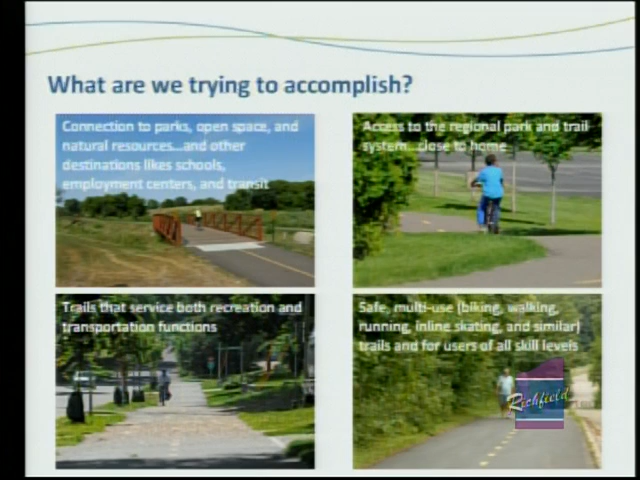 What are we trying to accomplish?
Connection to parks, open space, and
natural resources...and other
destinations likes schools,
employment centers, and transit
Access to the regional park and trail
system...close to home
Trails that service both recreation and
transportation functions
Safe, multi-use (biking, walking,
running, inline skating, and similar)
trails and for users of all skill levels
Richfield